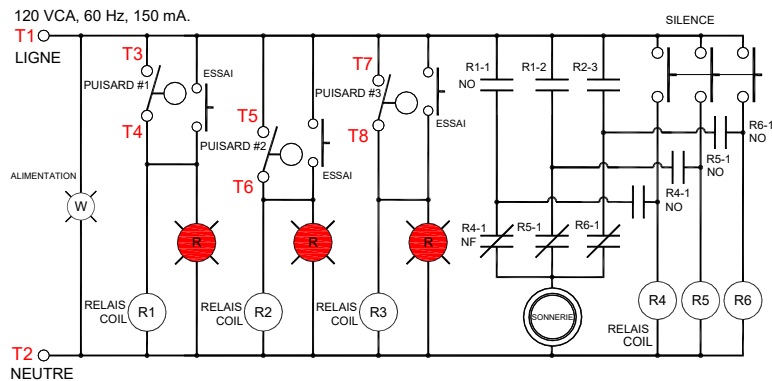 120 VCA, 60 Hz, 150 mA.
SILENCE
T1
LIGNE
T3
PUISARD #1
ESSAI
T4
T5
PUISARD #2
ESSAI
T6
T7
PUISARD #3
ESSAI
T8
R1-1
NO
R1-2
R2-3
R6-1
NO
R5-1
NO
R4-1
NO
ALIMENTATION
W
R
R
R
R4-1
NF
R5-1
R6-1
RELAIS
COIL
R1
RELAIS
COIL
R2
RELAIS
COIL
R3
SONNERIE
R4
R5
R6
RELAIS
COIL
T2
NEUTRE